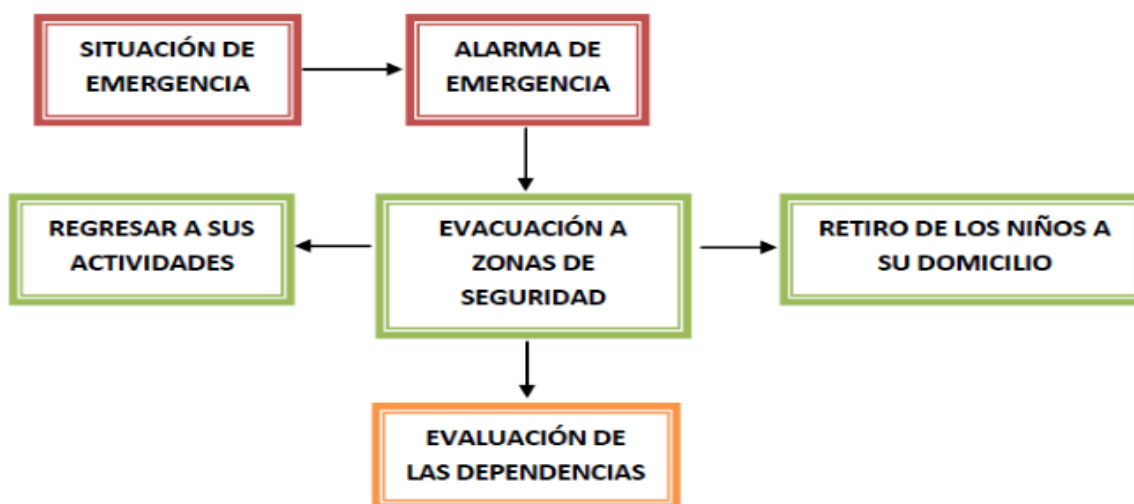 SITUACIÓN DE
EMERGENCIA
ALARMA DE
EMERGENCIA
REGRESAR A SUS
ACTIVIDADES
EVACUACIÓN A
ZONAS DE
SEGURIDAD
RETIRO DE LOS NIÑOS A
SU DOMICILIO
EVALUACIÓN DE
LAS DEPENDENCIAS